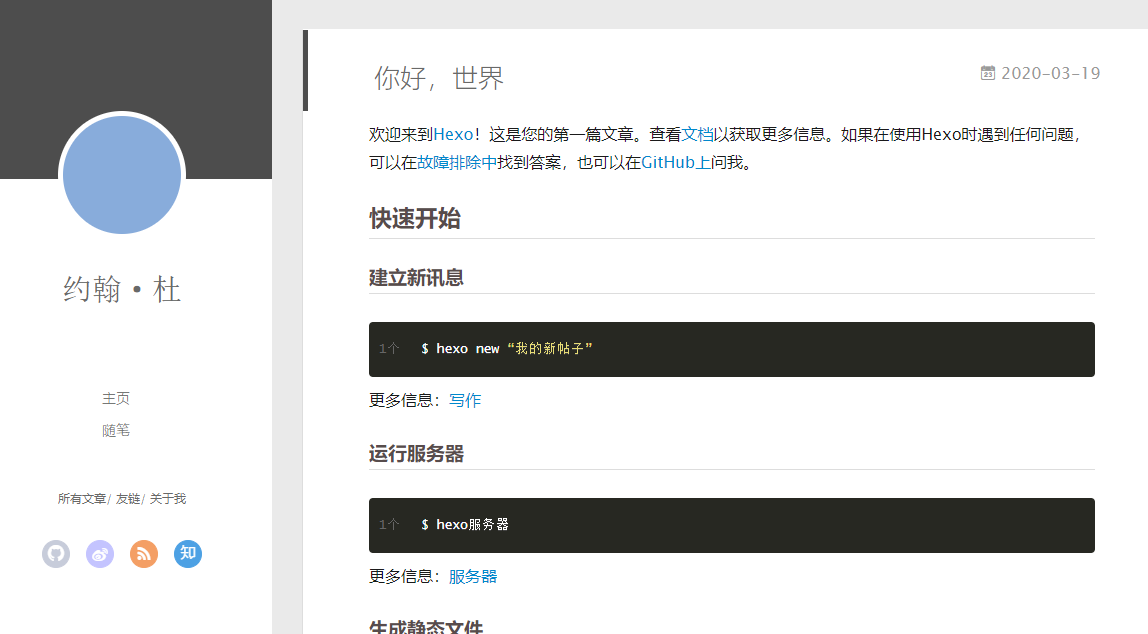 约翰·杜
主页
随笔
所有文章/ 友链/ 关于我
知
你好，世界
23 2020-03-19
欢迎来到Hexo！这是您的第一篇文章。查看文档以获取更多信息。如果在使用Hexo时遇到任何问题，
可以在故障排除中找到答案，也可以在GitHub上问我。
快速开始
建立新讯息
1个 $ hexo new “我的新帖子”
更多信息：写作
运行服务器
1个 $ hexo服务器
更多信息：服务器
生成静态文件